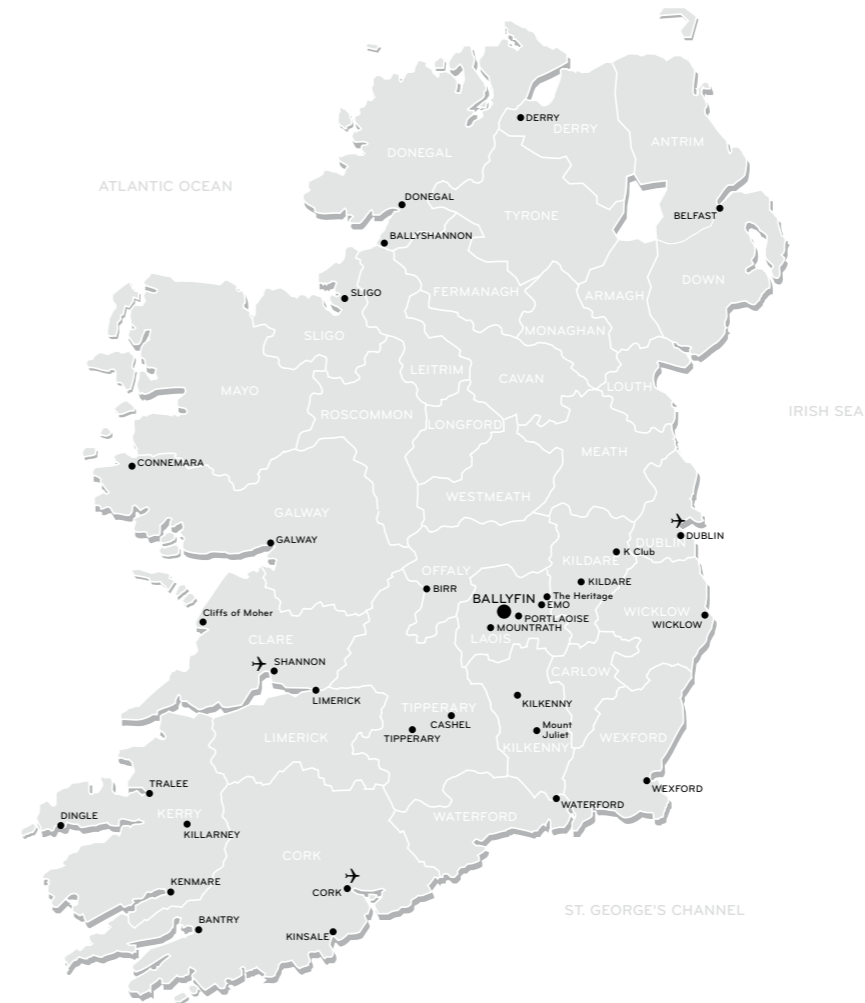 DERRY
DERRY
ANTRIM
DONEGAL
ATLANTIC OCEAN
DONEGAL
TYRONE
BELFAST
BALLYSHANNON
DOWN
FERMANAGH
SLIGO
ARMAGH
MONAGHAN
SLIGO
LEITRIM
CAVAN
LOUTH
MAYO
IRISH SEA
ROSCOMMON
LONGFORD
MEATH
CONNEMARA
WESTMEATH
GALWAY
DUBLIN
GALWAY
DUBLIN
K Club
KILDARE
OFFALY
KILDARE
BIRR
The Heritage
BALLYFIN
EMO
WICKLOW
Cliffs of Moher
PORTLAOISE
WICKLOW
MOUNTRATH
LAOIS
CLARE
SHANNON
CARLOW
LIMERICK
KILKENNY
TIPPERARY
CASHEL
Mount
Juliet
TIPPERARY
LIMERICK
WEXFORD
KILKENNY
TRALEE
WEXFORD
WATERFORD
DINGLE
KERRY
WATERFORD
KILLARNEY
CORK
KENMARE
CORK
ST. GEORGE'S CHANNEL
BANTRY
KINSALE